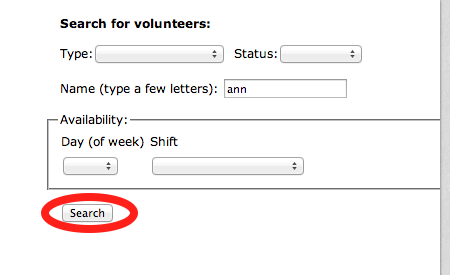 Search for volunteers:
Type: Status:
Name (type a few letters): ann
Availability:
Day (of week) Shift
Search